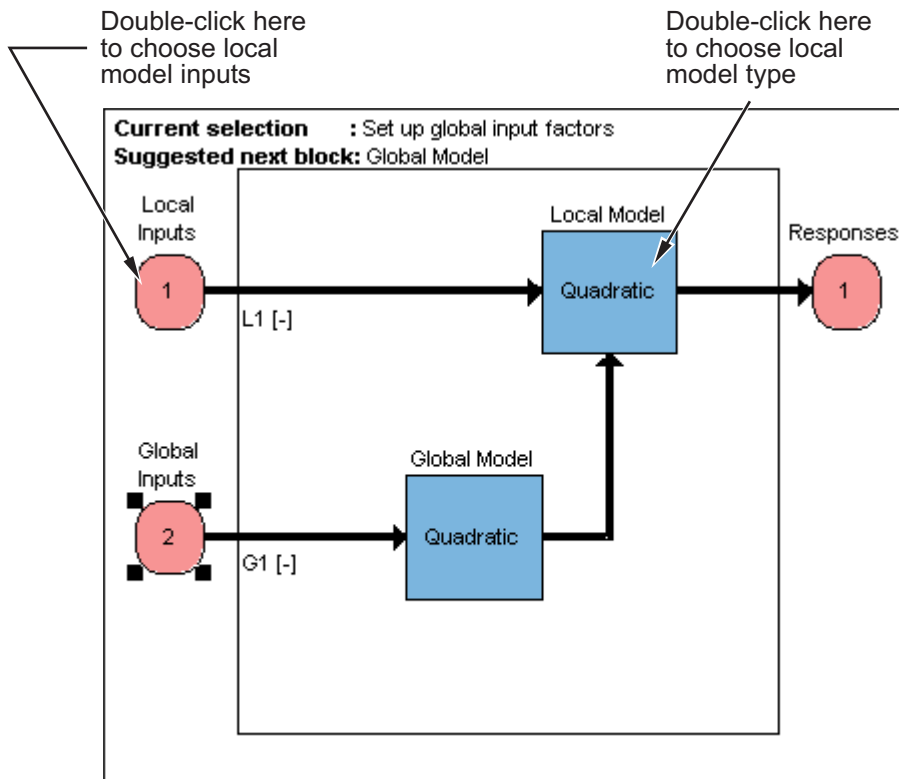 Double-click here
to choose local
model inputs
Double-click here
to choose local
model type
Current selection : Set up global input factors
Suggested next block: Global Model
Local
Inputs
Local Model
Responses
1
Quadratic
1
L1 [-]
Global
Inputs
Global Model
2
Quadratic
G1 [-]